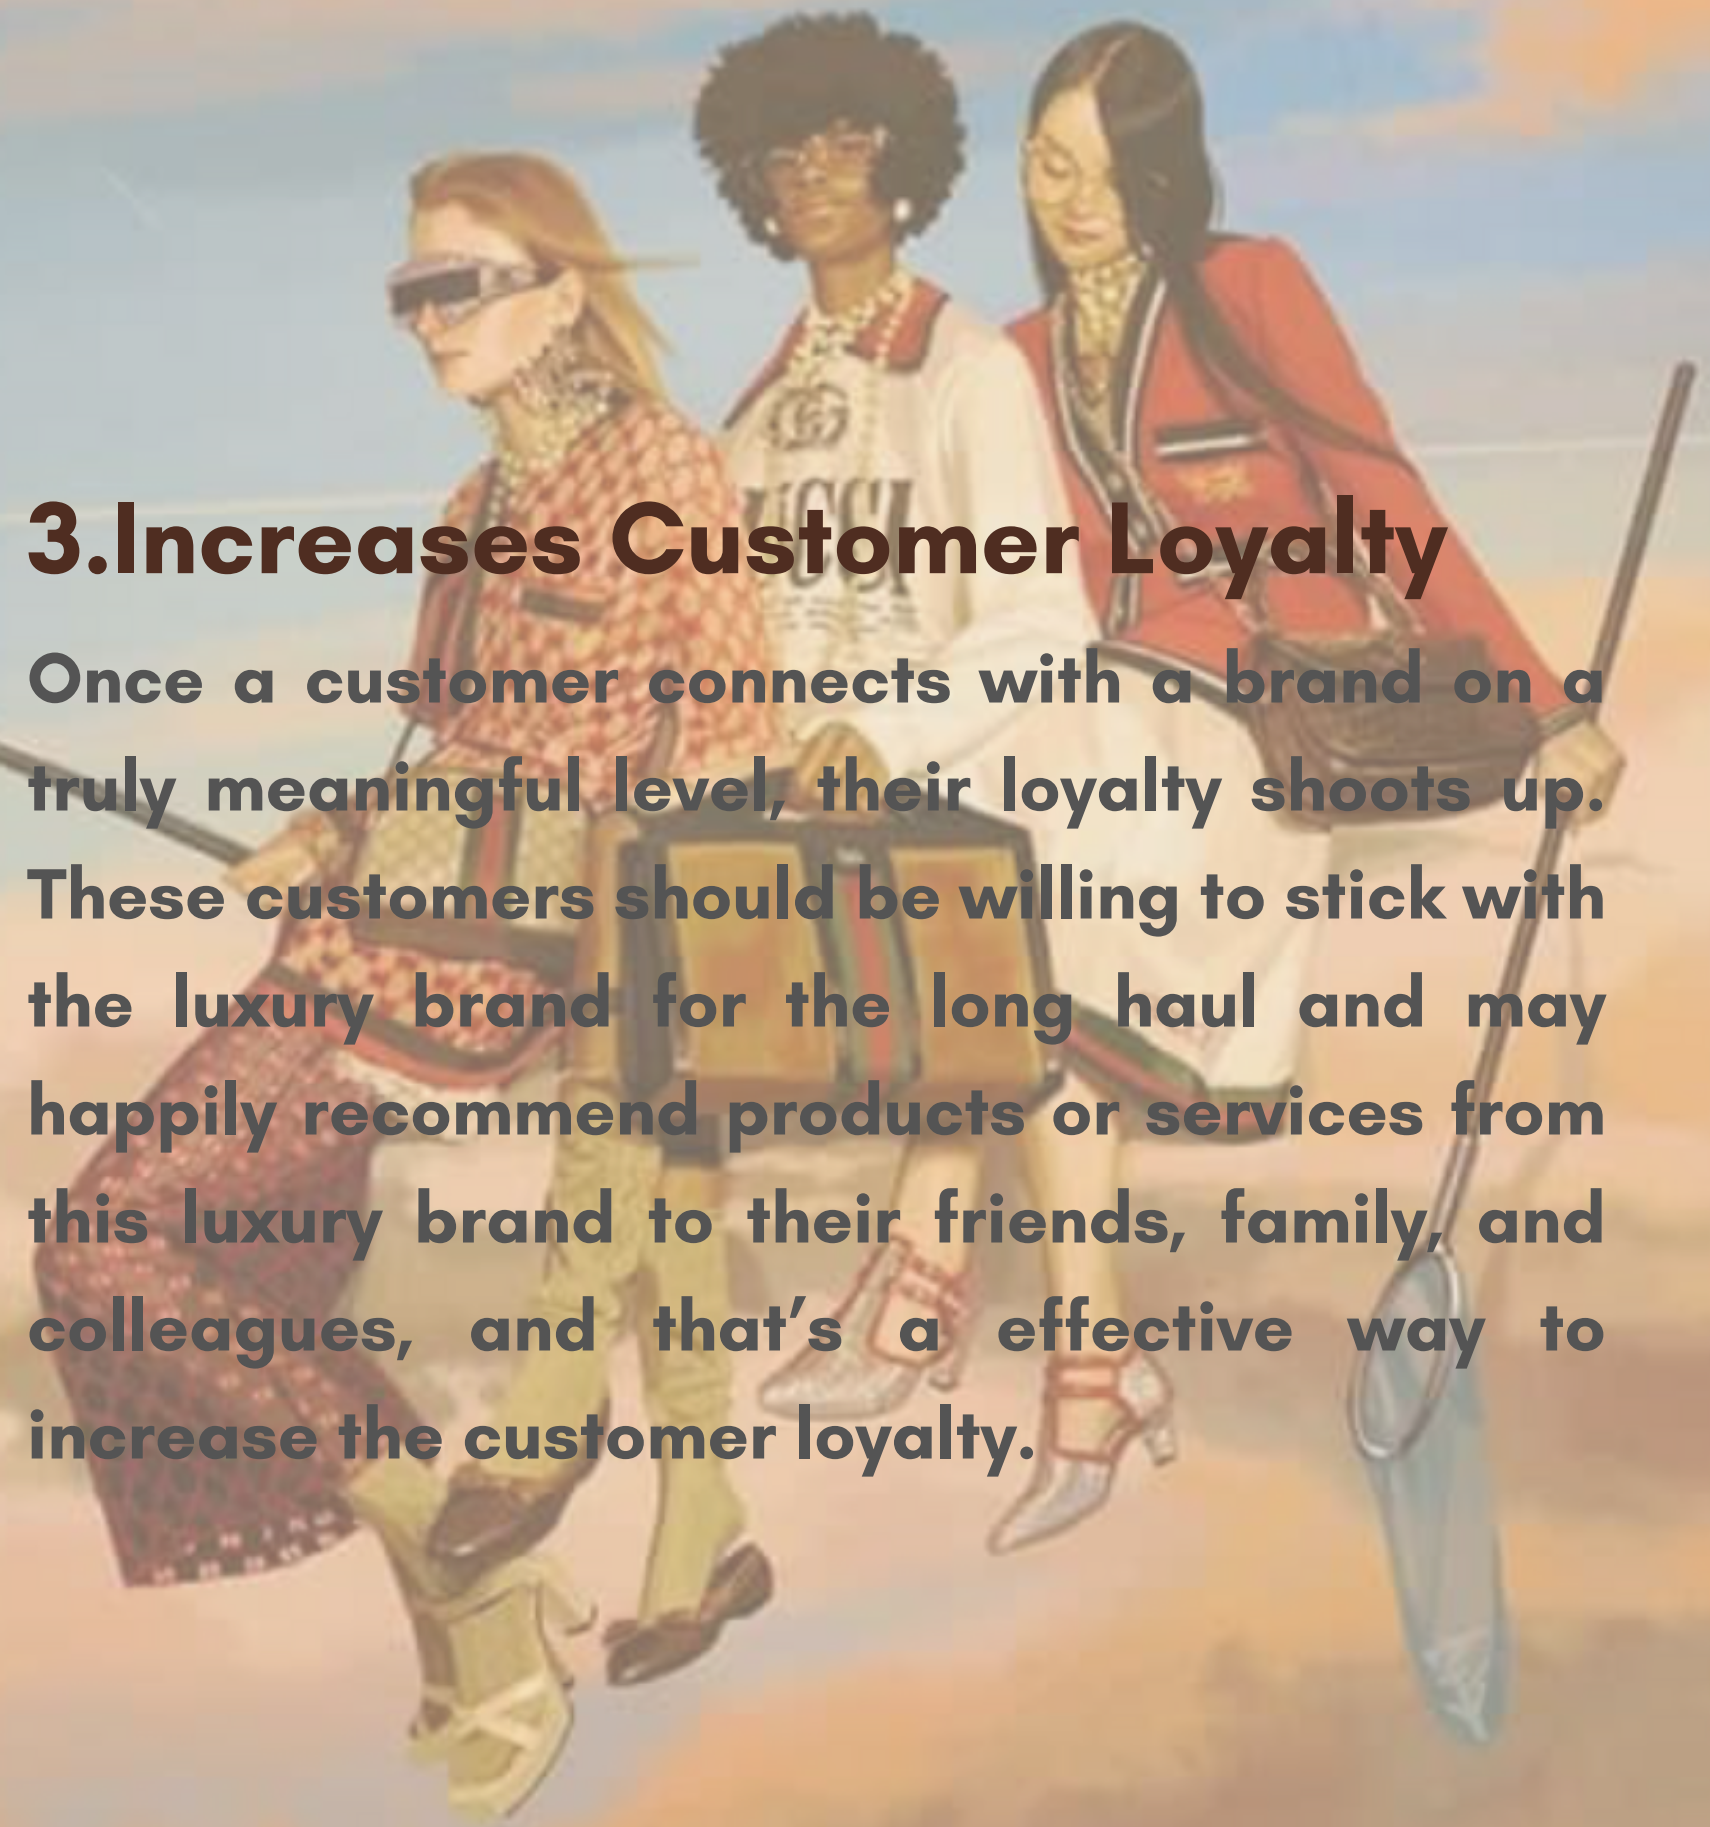 GG
GUCCI
3.Increases Customer Loyalty
Once a customer connects with a brand on a
truly meaningful level, their loyalty shoots up.
These customers should be willing to stick with
the luxury brand for the long haul and may
happily recommend products or services from
this luxury brand to their friends, family, and
colleagues, and that’s a effective way to
increase the customer loyalty.